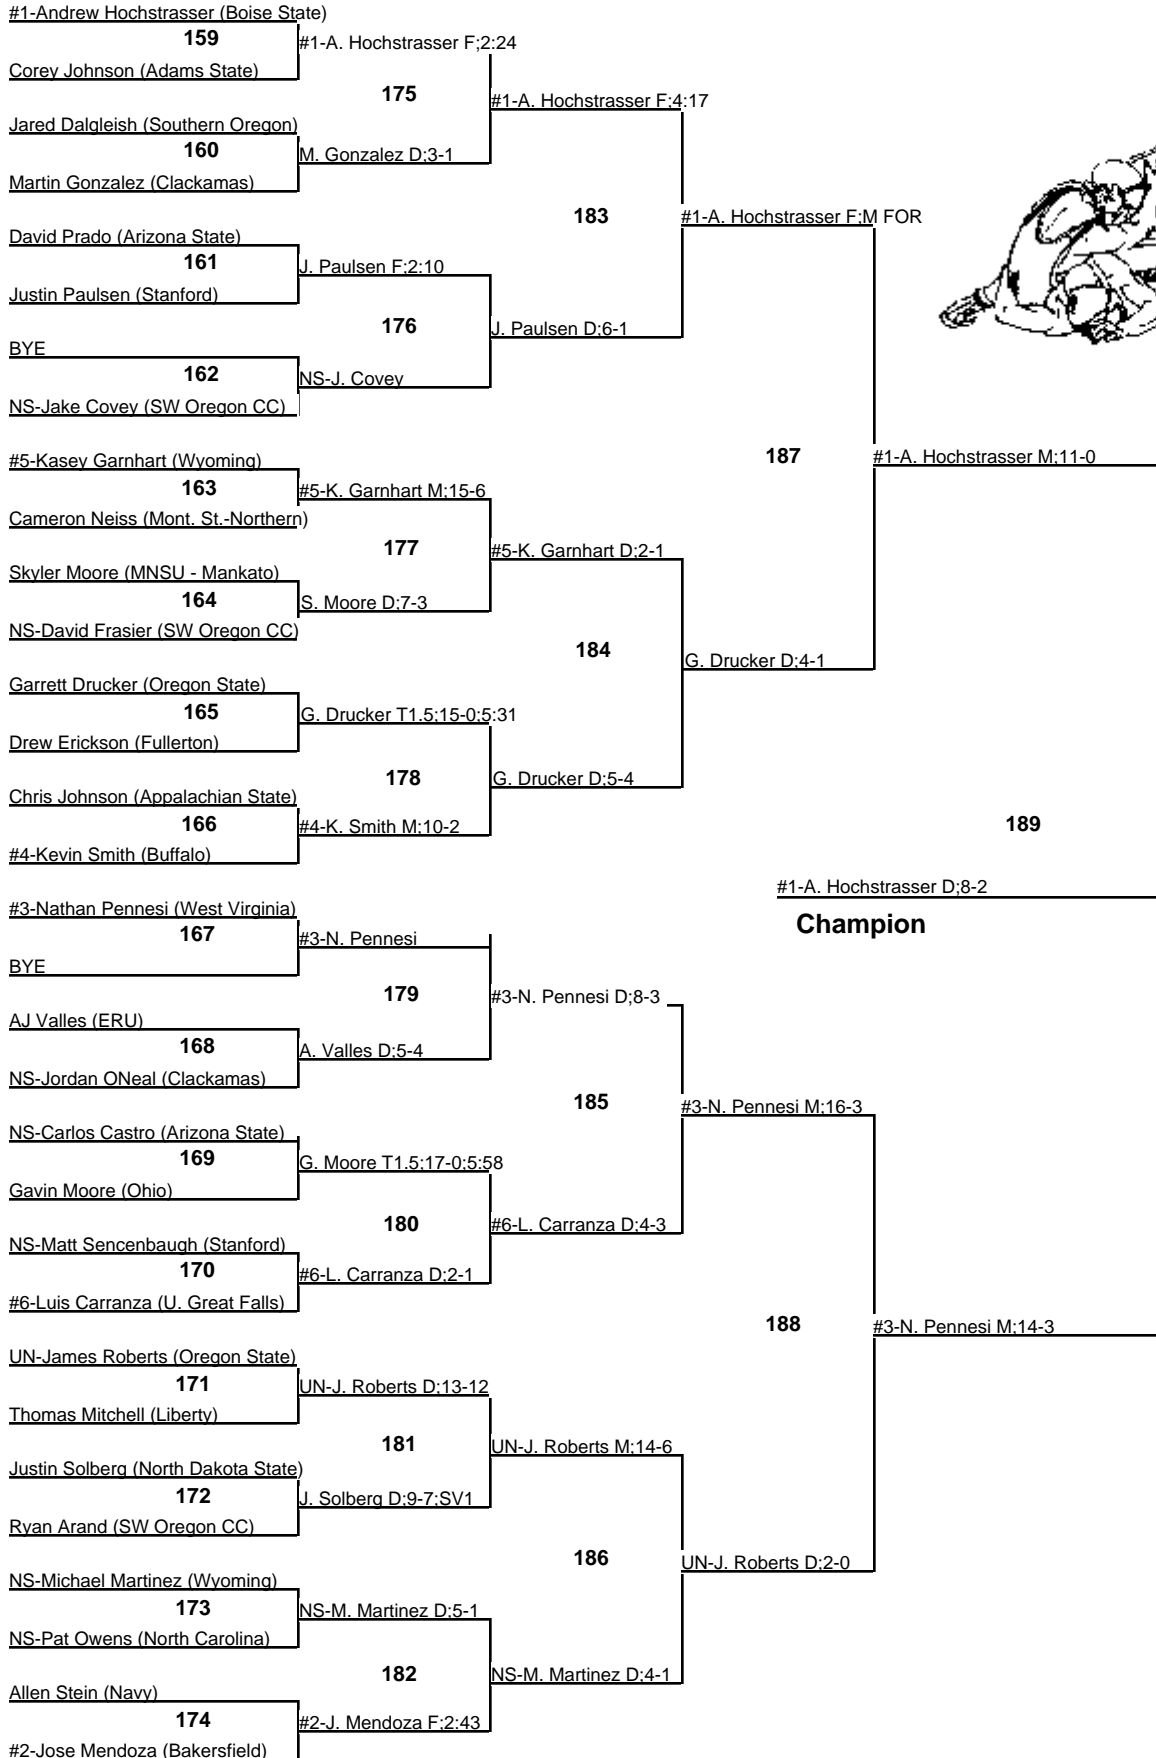 #1-Andrew Hochstrasser (Boise State)
159
#1-A. Hochstrasser F;2:24
Corey Johnson (Adams State)
175
#1-A. Hochstrasser F;4:17
Jared Dalgleish (Southern Oregon)
160
M. Gonzalez D;3-1
Martin Gonzalez (Clackamas)
183
#1-A. Hochstrasser F;M FOR
David Prado (Arizona State)
161
J. Paulsen F;2:10
Justin Paulsen (Stanford)
176
J. Paulsen D;6-1
BYE
162
NS-J. Covey
NS-Jake Covey (SW Oregon CC)
187
#1-A. Hochstrasser M;11-0
#5-Kasey Garnhart (Wyoming)
163
#5-K. Garnhart M;15-6
Cameron Neiss (Mont. St.-Northern)
177
#5-K. Garnhart D;2-1
Skyler Moore (MNSU - Mankato)
164
S. Moore D;7-3
NS-David Frasier (SW Oregon CC)
184
G. Drucker D;4-1
Garrett Drucker (Oregon State)
165
G. Drucker T1.5;15-0;5:31
Drew Erickson (Fullerton)
178
G. Drucker D;5-4
Chris Johnson (Appalachian State)
166
#4-K. Smith M;10-2
#4-Kevin Smith (Buffalo)
189
#1-A. Hochstrasser D;8-2
Champion
#3-Nathan Pennesi (West Virginia)
167
#3-N. Pennesi
BYE
179
#3-N. Pennesi D;8-3
AJ Valles (ERU)
168
A. Valles D;5-4
NS-Jordan ONeal (Clackamas)
185
#3-N. Pennesi M;16-3
NS-Carlos Castro (Arizona State)
169
G. Moore T1.5;17-0;5:58
Gavin Moore (Ohio)
180
#6-L. Carranza D;4-3
NS-Matt Sencenbaugh (Stanford)
170
#6-L. Carranza D;2-1
#6-Luis Carranza (U. Great Falls)
188
#3-N. Pennesi M;14-3
UN-James Roberts (Oregon State)
171
UN-J. Roberts D;13-12
Thomas Mitchell (Liberty)
181
UN-J. Roberts M;14-6
Justin Solberg (North Dakota State)
172
J. Solberg D;9-7;SV1
Ryan Arand (SW Oregon CC)
186
UN-J. Roberts D;2-0
NS-Michael Martinez (Wyoming)
173
NS-M. Martinez D;5-1
NS-Pat Owens (North Carolina)
182
NS-M. Martinez D;4-1
Allen Stein (Navy)
174
#2-J. Mendoza F;2:43
#2-Jose Mendoza (Bakersfield)